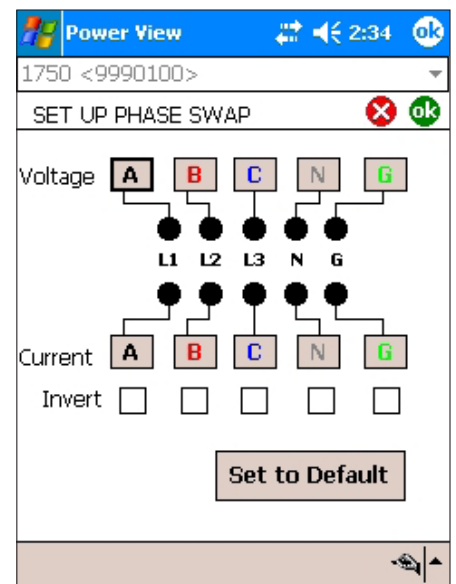 Power View 2:34 ok
1750 <9990100>
SET UP PHASE SWAP ok
Voltage A B C N G
L1 L2 L3 N G
Current A B C N G
Invert
Set to Default